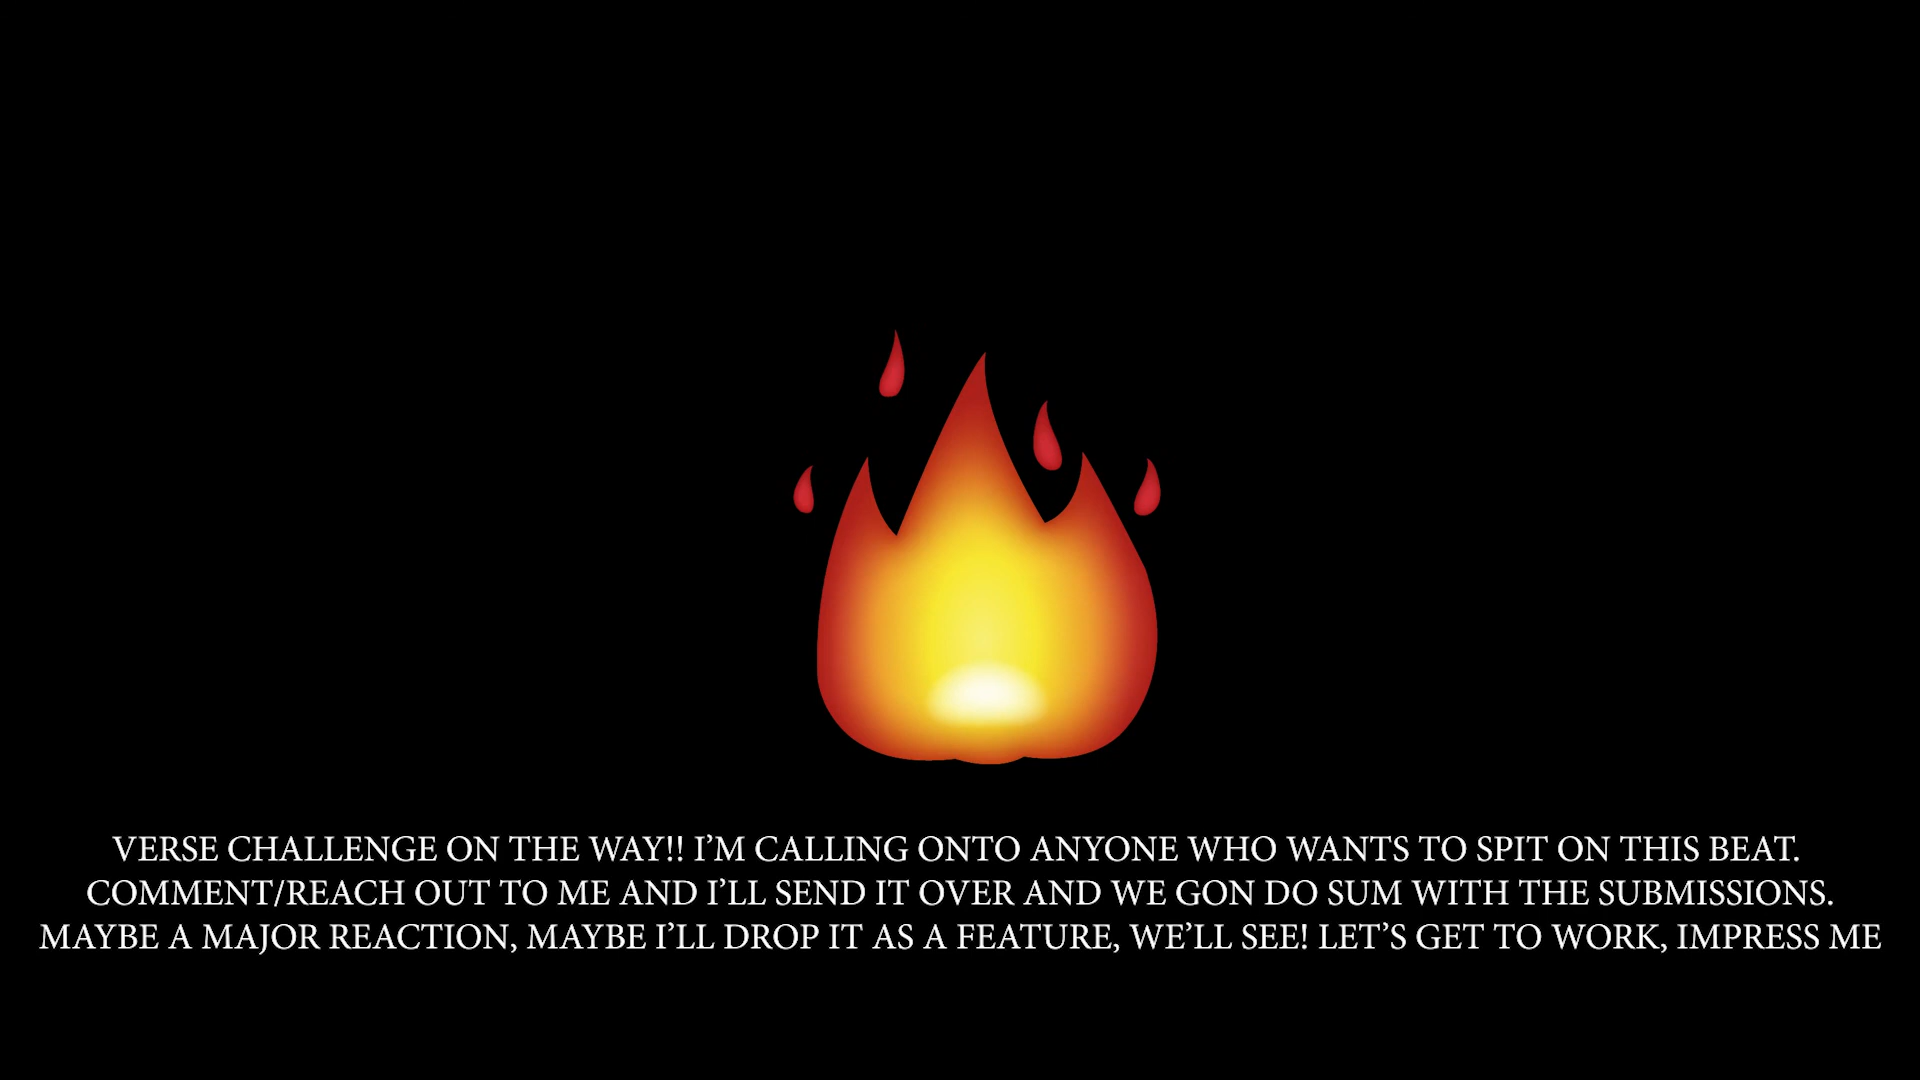 VERSE CHALLENGE ON THE WAY!! I’M CALLING ONTO ANYONE WHO WANTS TO SPIT ON THIS BEAT.
COMMENT/REACH OUT TO ME AND I’LL SEND IT OVER AND WE GON DO SUM WITH THE SUBMISSIONS.
MAYBE A MAJOR REACTION, MAYBE I’LL DROP IT AS A FEATURE, WE’LL SEE! LET’S GET TO WORK, IMPRESS ME